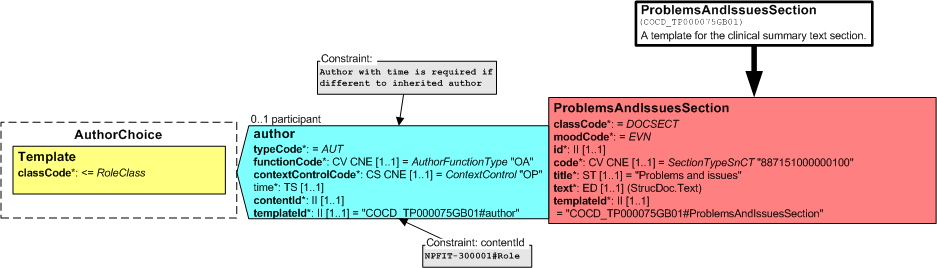 ProblemsAndIssuesSection
(COCD_TP000075GB01)
A template for the clinical summary text section.
Constraint:
Author with time is required if
different to inherited author
0..1 participant
AuthorChoice
Template
classCode*: <= RoleClass
author
typeCode*: = AUT
functionCode*: CV CNE [1..1] = AuthorFunctionType "OA"
contextControlCode*: CS CNE [1..1] = ContextControl "OP"
time*: TS [1..1]
contentId*: II [1..1]
templateId*: II [1..1] = "COCD_TP000075GB01#author"
ProblemsAndIssuesSection
classCode*: = DOCSECT
moodCode*: = EVN
id*: II [1..1]
code*: CV CNE [1..1] = SectionTypeSnCT "887151000000100"
title*: ST [1..1] = "Problems and issues"
text*: ED [1..1] (StrucDoc.Text)
templateId*: II [1..1]
= "COCD_TP000075GB01#ProblemsAndIssuesSection"
Constraint: contentId
NPFIT-300001#Role